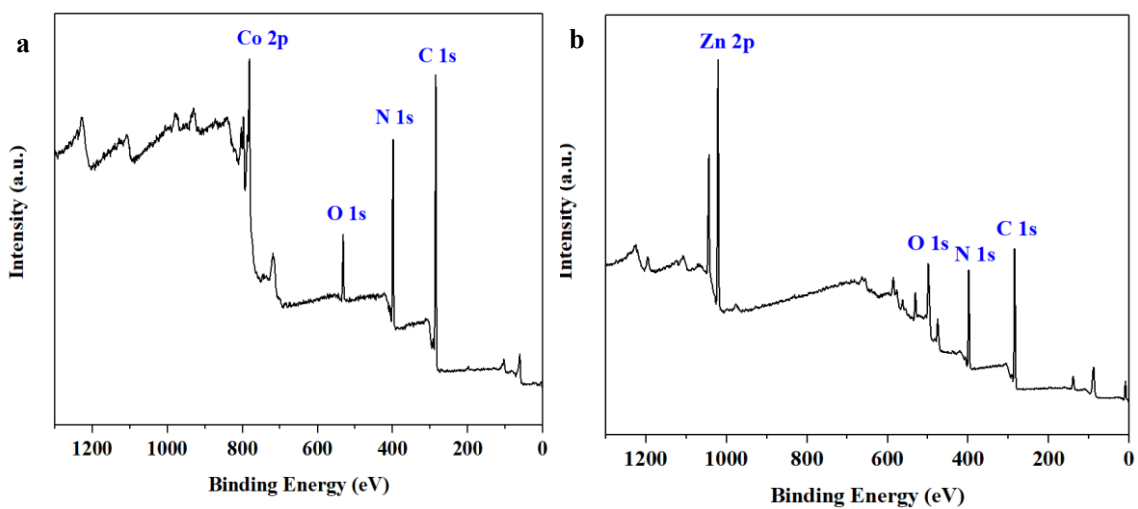 a
Co 2p
C 1s
N 1s
O 1s
Intensity (a.u.)
1200 1000 800 600 400 200 0
Binding Energy (eV)
b
Zn 2p
C 1s
O 1s
N 1s
Intensity (a.u.)
1200 1000 800 600 400 200 0
Binding Energy (eV)